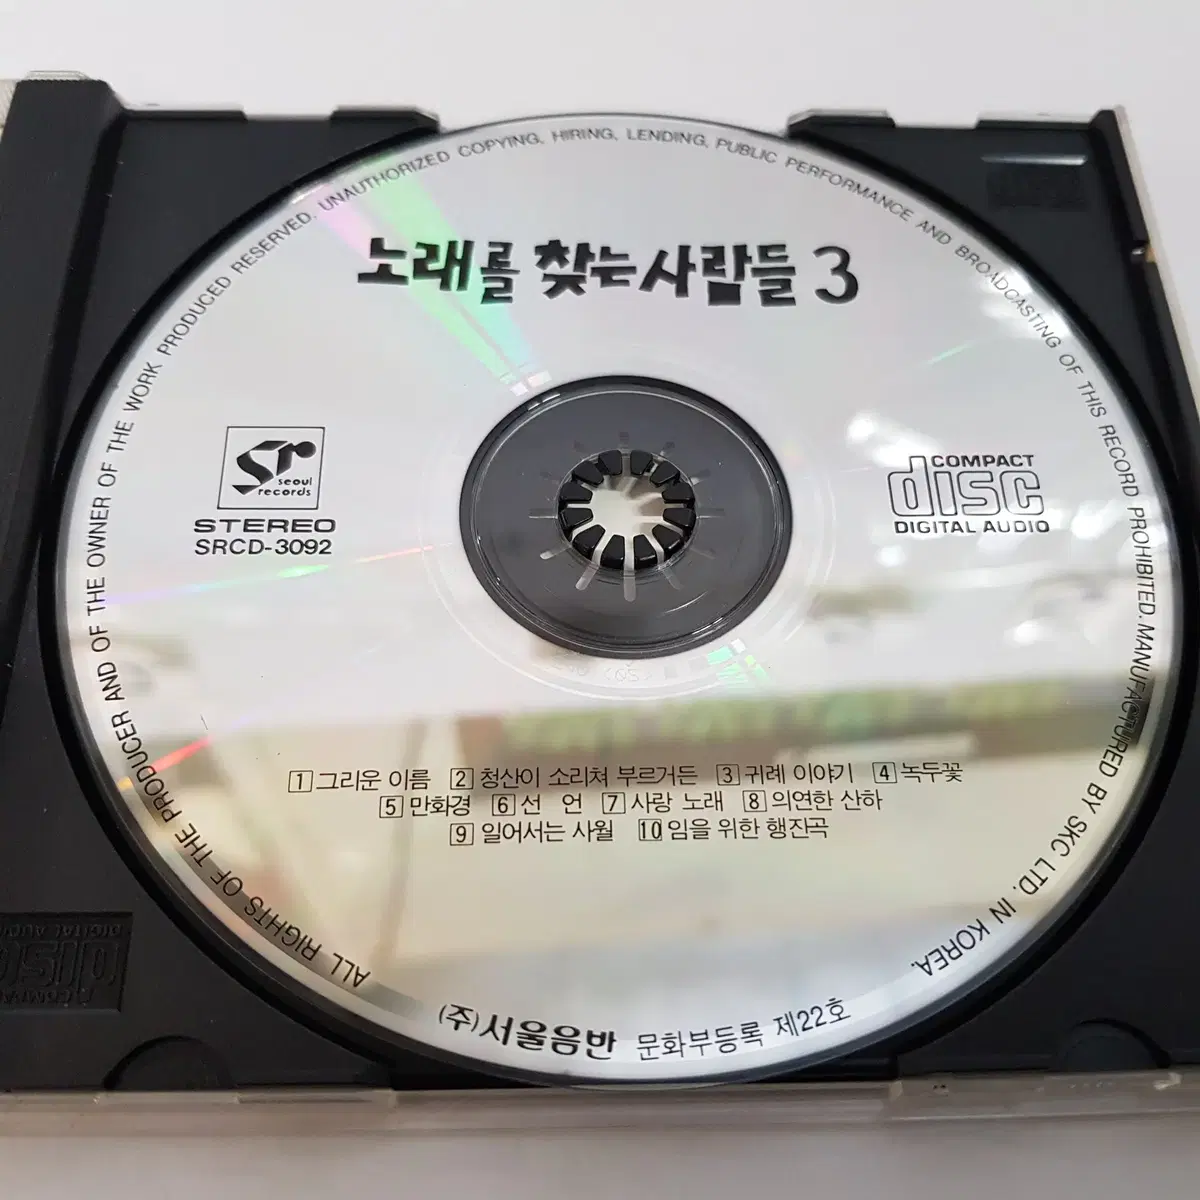 ALL RIGHTS OF THE PRODUCER AND OF THE OWNER OF THE WORK PRODUCED RESERVED. UNAUTHORIZED COPYING, HIRING, LENDING, PUBLIC PERFORMANCE AND BROADCASTING OF THIS RECORD PROHIBITED. MANUFACTURED BY SKC LTD. IN KOREA.
노래를 찾는사람들 3
sr
seoul
records
STEREO
SRCD-3092
COMPACT
disc
DIGITAL AUDIO
1 그리운 이름 2 청산이 소리쳐 부르거든 3 귀례 이야기 4 녹두꽃
5 만화경 6 선 언 7 사랑 노래 8 의연한 산하
9 일어서는 사월 10 임을 위한 행진곡
(주)서울음반 문화부등록 제22호
COMPACT
disc
DIGITAL AUDIO